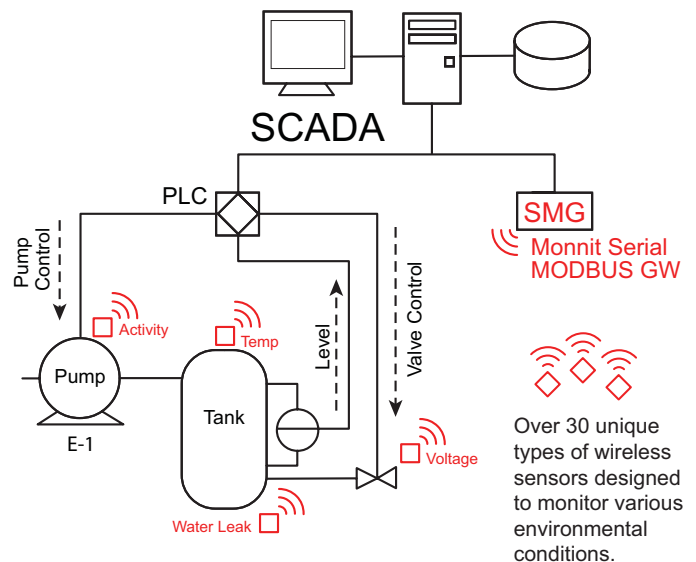 SCADA
PLC
SMG
Monnit Serial
MODBUS GW
Pump
Control
Activity
Temp
Level
Valve Control
Pump
Tank
E-1
Voltage
Water Leak
Over 30 unique
types of wireless
sensors designed
to monitor various
environmental
conditions.